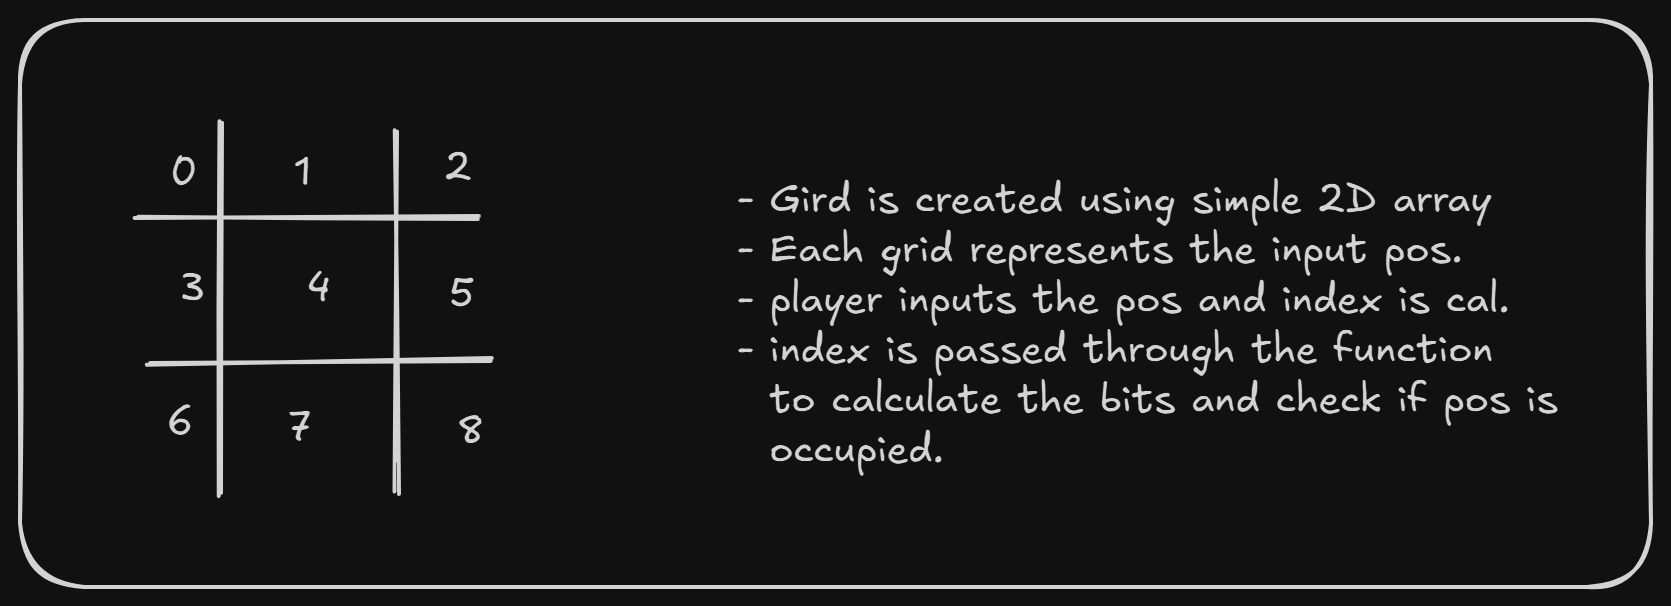 0 1 2
3 4 5
6 7 8
- Gird is created using simple 2D array
- Each grid represents the input pos.
- player inputs the pos and index is cal.
- index is passed through the function
to calculate the bits and check if pos is
occupied.